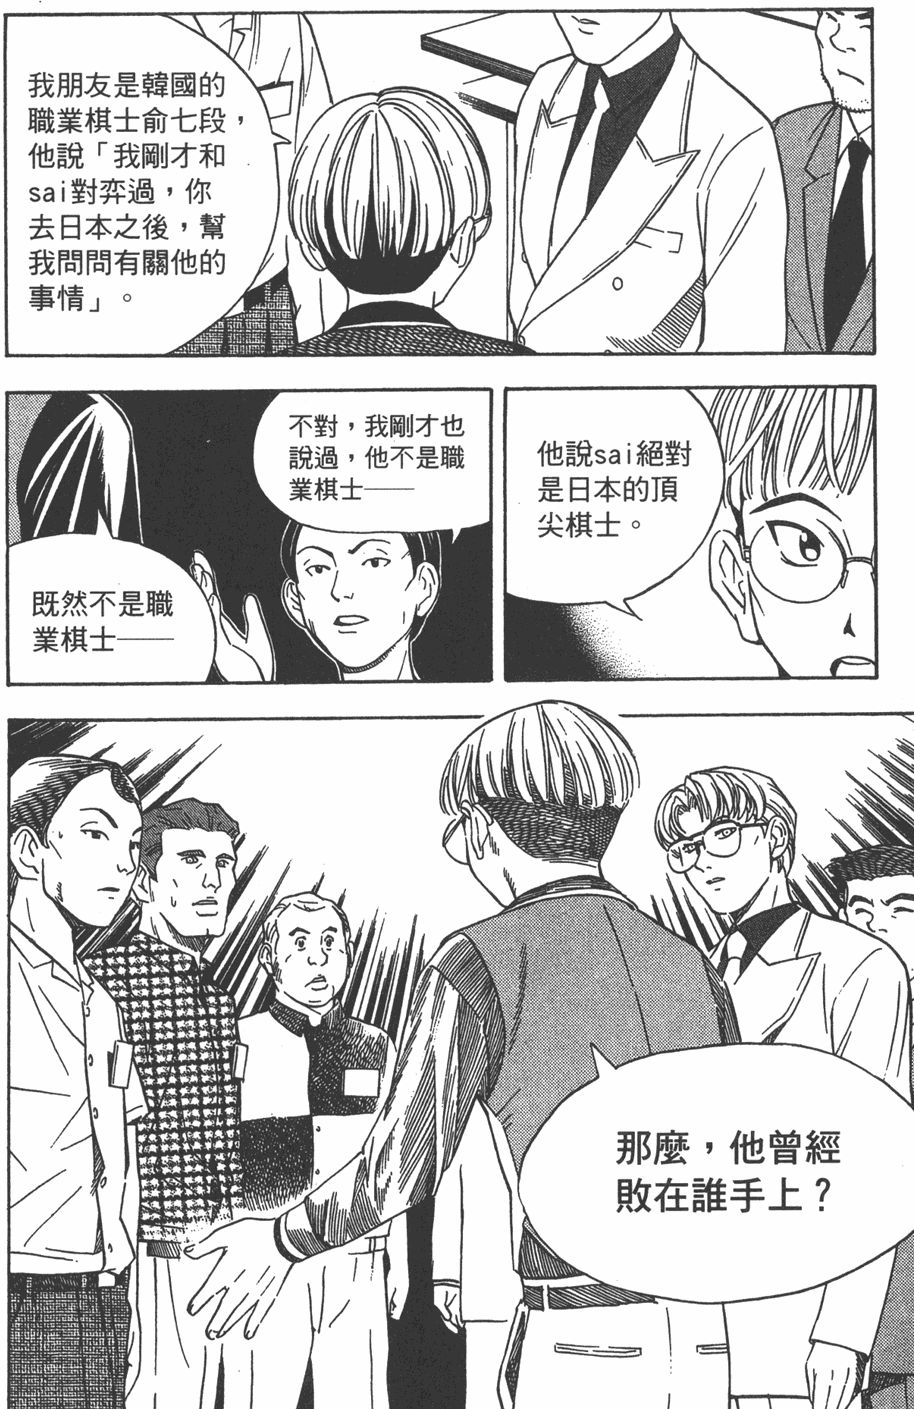 我朋友是韓國的
職業棋士俞七段，
他說「我剛才和
sai對弈過，你
去日本之後，幫
我問問有關他的
事情」。
他說sai絕對
是日本的頂
尖棋士。
不對，我剛才也
說過，他不是職
業棋士——
既然不是職
業棋士——
那麼，他曾經
敗在誰手上？